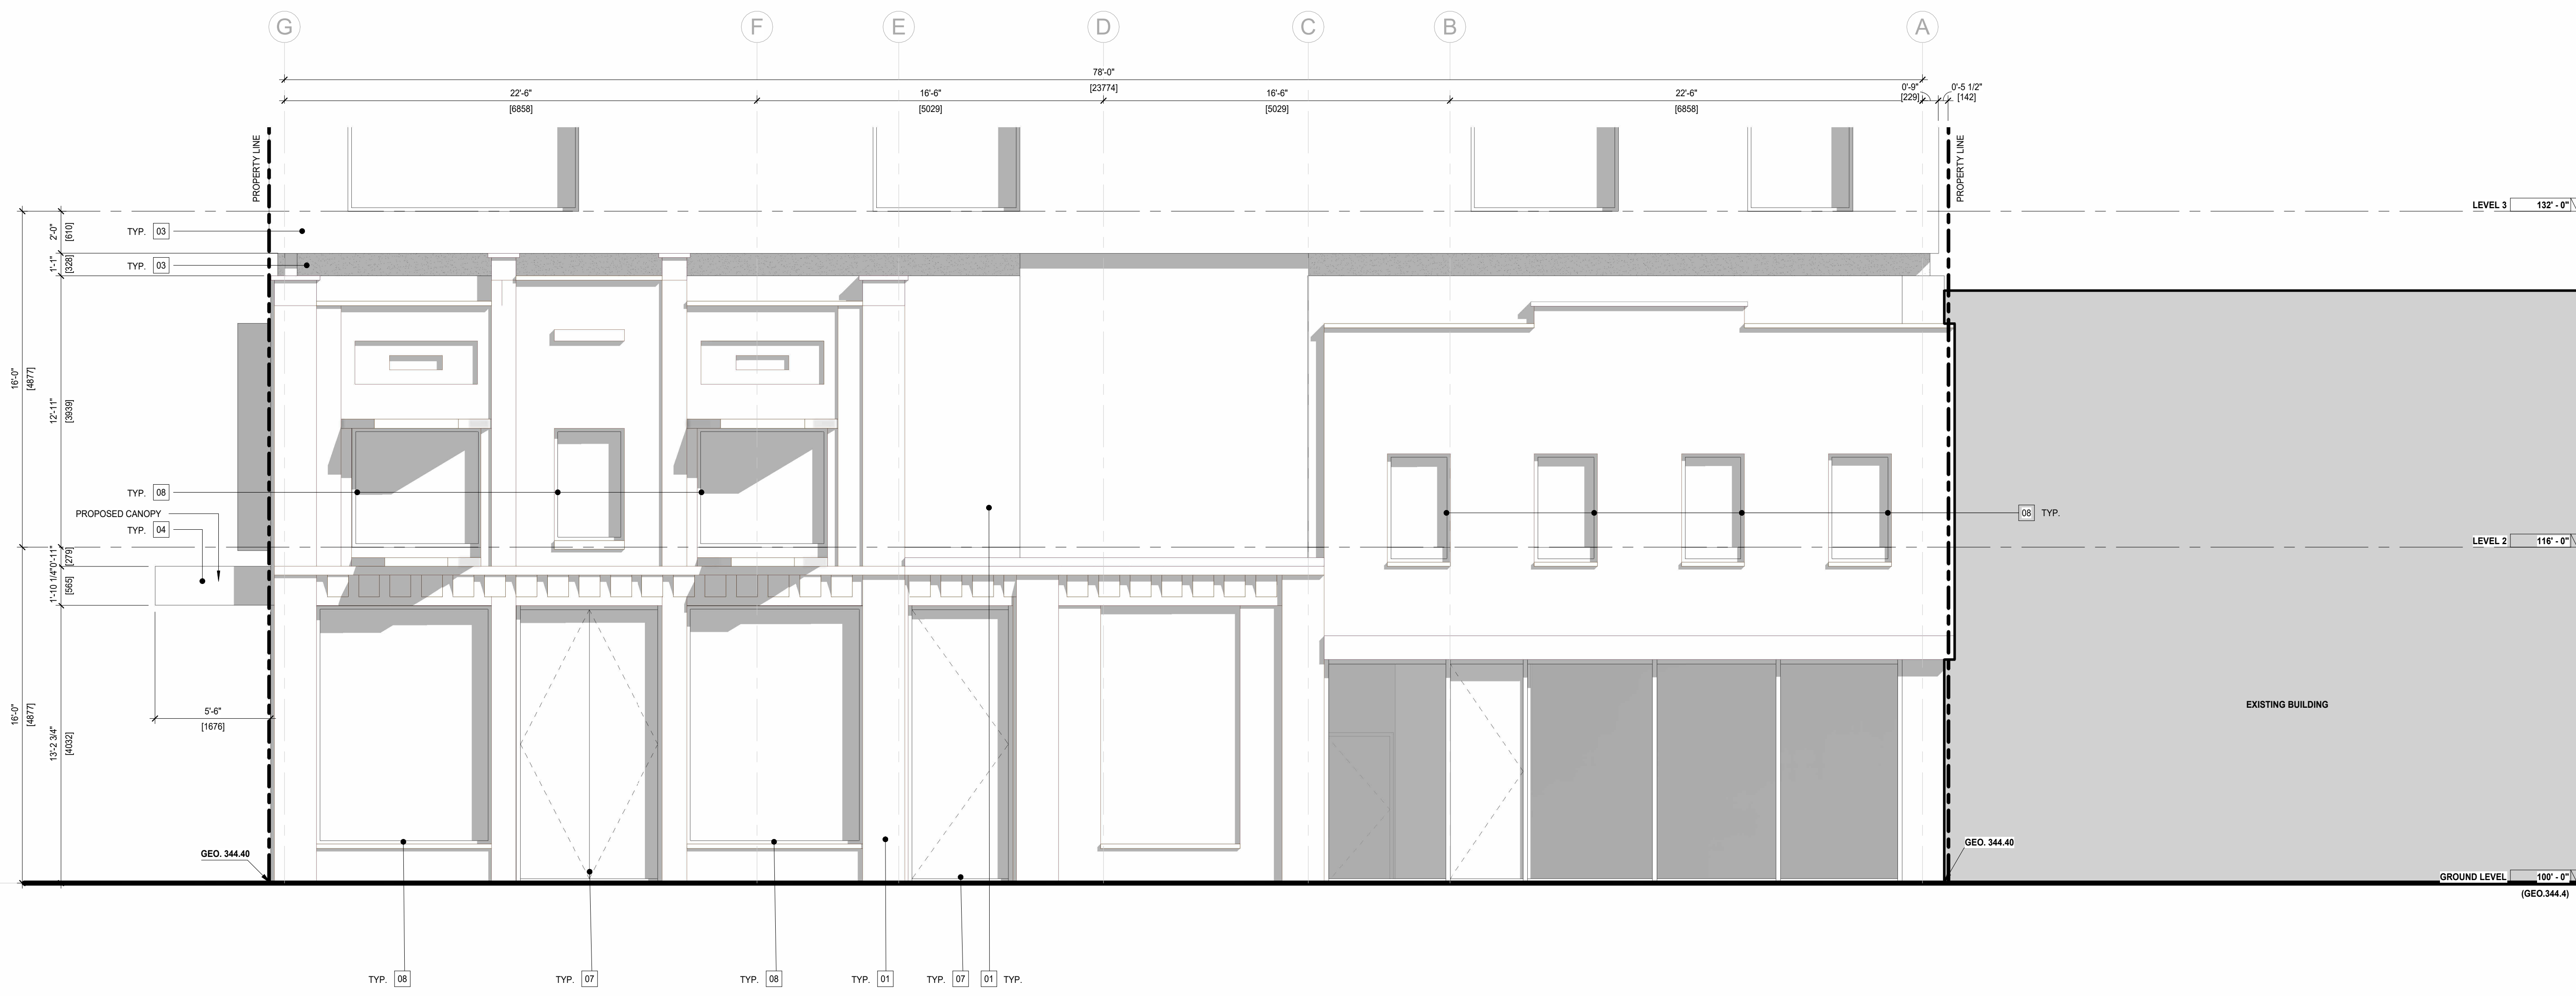 G F E D C B A
78'-0"
[23774]
22'-6" 16'-6" 16'-6" 22'-6" 0'-9" 0'-5 1/2"
[6858] [5029] [5029] [6858] [229] [142]
PROPERTY LINE
PROPERTY LINE
LEVEL 3 132' - 0"
2'-0" [610]
TYP. 03
1'-1" [328]
TYP. 03
16'-0" [4877]
12'-11" [3939]
TYP. 08
PROPOSED CANOPY
TYP. 04
08 TYP.
LEVEL 2 116' - 0"
0'-11" [279]
1'-10 1/4" [565]
16'-0" [4877]
13'-2 3/4" [4032]
5'-6"
[1676]
EXISTING BUILDING
GEO. 344.40
GEO. 344.40
GROUND LEVEL 100' - 0"
(GEO.344.4)
TYP. 08 TYP. 07 TYP. 08 TYP. 01 TYP. 07 01 TYP.